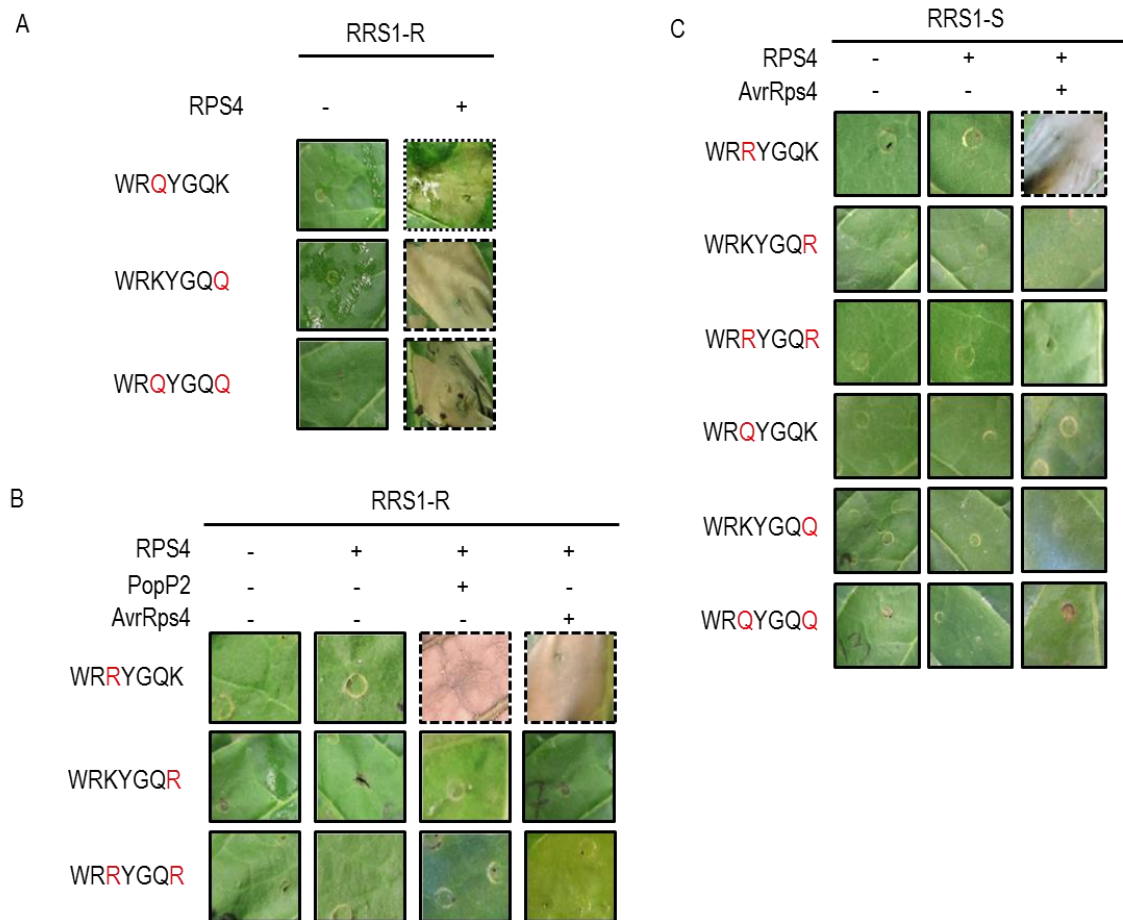 A
RRS1-R
RPS4 - +
WRQYGQK
WRKYGQQ
WRQYGQQ
B
RRS1-R
RPS4 - + + +
PopP2 - - + -
AvrRps4 - - - +
WRRYGQK
WRKYGQR
WRRYGQR
C
RRS1-S
RPS4 - + +
AvrRps4 - - +
WRRYGQK
WRKYGQR
WRRYGQR
WRQYGQK
WRKYGQQ
WRQYGQQ